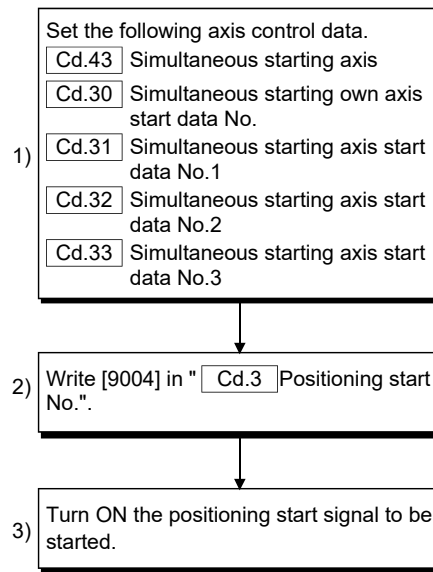 Set the following axis control data.
Cd.43 Simultaneous starting axis
Cd.30 Simultaneous starting own axis
start data No.
1) Cd.31 Simultaneous starting axis start
data No.1
Cd.32 Simultaneous starting axis start
data No.2
Cd.33 Simultaneous starting axis start
data No.3
2) Write [9004] in " Cd.3 Positioning start
No.".
3) Turn ON the positioning start signal to be
started.